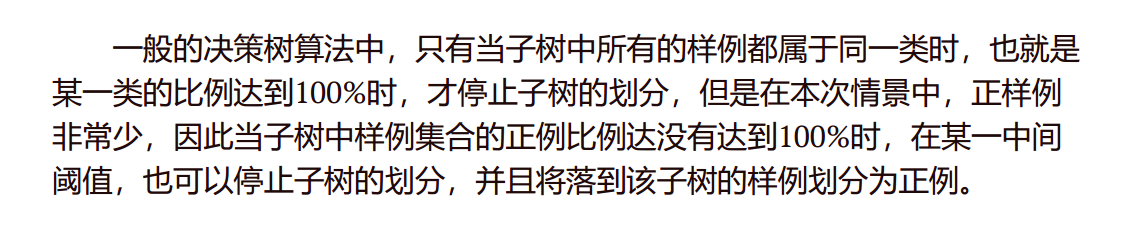 一般的决策树算法中，只有当子树中所有的样例都属于同一类时，也就是
某一类的比例达到100%时，才停止子树的划分，但是在本次情景中，正样例
非常少，因此当子树中样例集合的正例比例达没有达到100%时，在某一中间
阈值，也可以停止子树的划分，并且将落到该子树的样例划分为正例。